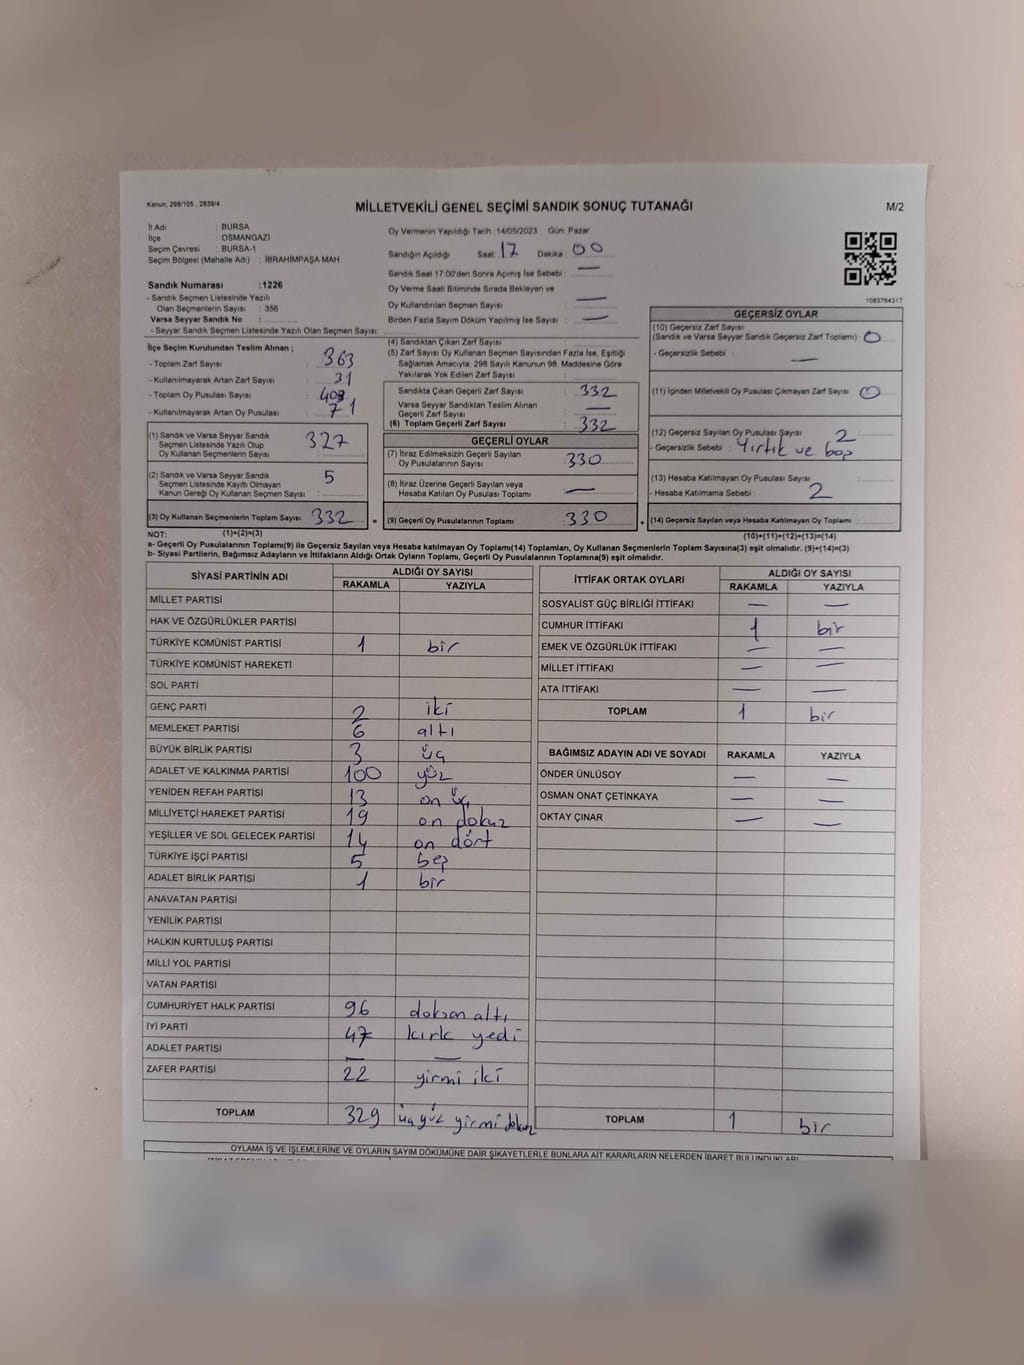 Kanun; 298/105 , 2839/4
MİLLETVEKİLİ GENEL SEÇİMİ SANDIK SONUÇ TUTANAĞI
M/2
İl Adı : BURSA
İlçe : OSMANGAZİ
Seçim Çevresi : BURSA-1
Seçim Bölgesi (Mahalle Adı) : İBRAHİMPAŞA MAH.
Sandık Numarası :1226
- Sandık Seçmen Listesinde Yazılı
Olan Seçmenlerin Sayısı : 356
Varsa Seyyar Sandık No :
- Seyyar Sandık Seçmen Listesinde Yazılı Olan Seçmen Sayısı:
Oy Vermenin Yapıldığı Tarih :14/05/2023 Gün: Pazar
Sandığın Açıldığı Saat: 17 Dakika: 00
Sandık Saat 17:00'den Sonra Açımış İse Sebebi : —
Oy Verme Saati Bitiminde Sırada Bekleyen ve
Oy Kullandırılan Seçmen Sayısı : —
Birden Fazla Sayım Döküm Yapılmış İse Sayısı : —
1083764317
İlçe Seçim Kurulundan Teslim Alınan ;
- Toplam Zarf Sayısı : 363
- Kullanılmayarak Artan Zarf Sayısı : 31
- Toplam Oy Pusulası Sayısı : 403
- Kullanılmayarak Artan Oy Pusulası : 71
(1) Sandık ve Varsa Seyyar Sandık
Seçmen Listesinde Yazılı Olup
Oy Kullanan Seçmenlerin Sayısı : 327
(2) Sandık ve Varsa Seyyar Sandık
Seçmen Listesinde Kayıtlı Olmayan
Kanun Gereği Oy Kullanan Seçmen Sayısı : 5
(3) Oy Kullanan Seçmenlerin Toplam Sayısı : 332
(1)+(2)=(3)
(4) Sandıktan Çıkan Zarf Sayısı :
(5) Zarf Sayısı Oy Kullanan Seçmen Sayısından Fazla İse, Eşitliği
Sağlamak Amacıyla, 298 Sayılı Kanunun 98. Maddesine Göre
Yakılarak Yok Edilen Zarf Sayısı :
Sandıkta Çıkan Geçerli Zarf Sayısı : 332
Varsa Seyyar Sandıktan Teslim Alınan
Geçerli Zarf Sayısı : —
(6) Toplam Geçerli Zarf Sayısı : 332
GEÇERLİ OYLAR
(7) İtiraz Edilmeksizin Geçerli Sayılan
Oy Pusulalarının Sayısı : 330
(8) İtiraz Üzerine Geçerli Sayılan veya
Hesaba Katılan Oy Pusulası Toplamı : —
= (9) Geçerli Oy Pusulalarının Toplamı : 330
GEÇERSİZ OYLAR
(10) Geçersiz Zarf Sayısı
(Sandık ve Varsa Seyyar Sandık Geçersiz Zarf Toplamı) : 0
- Geçersizlik Sebebi : —
(11) İçinden Milletvekili Oy Pusulası Çıkmayan Zarf Sayısı : 0
(12) Geçersiz Sayılan Oy Pusulası Sayısı : 2
- Geçersizlik Sebebi : Yırtık ve boş
(13) Hesaba Katılmayan Oy Pusulası Sayısı :
- Hesaba Katılmama Sebebi : 2
+ (14) Geçersiz Sayılan veya Hesaba Katılmayan Oy Toplamı :
(10)+(11)+(12)+(13)=(14)
NOT:
a- Geçerli Oy Pusulalarının Toplamı(9) ile Geçersiz Sayılan veya Hesaba katılmayan Oy Toplamı(14) Toplamları, Oy Kullanan Seçmenlerin Toplam Sayısına(3) eşit olmalıdır. (9)+(14)=(3)
b- Siyasi Partilerin, Bağımsız Adayların ve İttifakların Aldığı Ortak Oyların Toplamı, Geçerli Oy Pusulalarının Toplamına(9) eşit olmalıdır.
SİYASİ PARTİNİN ADI ALDIĞI OY SAYISI
RAKAMLA YAZIYLA
MİLLET PARTİSİ
HAK VE ÖZGÜRLÜKLER PARTİSİ
TÜRKİYE KOMÜNİST PARTİSİ 1 bir
TÜRKİYE KOMÜNİST HAREKETİ
SOL PARTİ
GENÇ PARTİ 2 iki
MEMLEKET PARTİSİ 6 altı
BÜYÜK BİRLİK PARTİSİ 3 üç
ADALET VE KALKINMA PARTİSİ 100 yüz
YENİDEN REFAH PARTİSİ 13 on üç
MİLLİYETÇİ HAREKET PARTİSİ 19 on dokuz
YEŞİLLER VE SOL GELECEK PARTİSİ 14 on dört
TÜRKİYE İŞÇİ PARTİSİ 5 beş
ADALET BİRLİK PARTİSİ 1 bir
ANAVATAN PARTİSİ
YENİLİK PARTİSİ
HALKIN KURTULUŞ PARTİSİ
MİLLİ YOL PARTİSİ
VATAN PARTİSİ
CUMHURİYET HALK PARTİSİ 96 doksan altı
İYİ PARTİ 47 kırk yedi
ADALET PARTİSİ — —
ZAFER PARTİSİ 22 yirmi iki
TOPLAM 329 üç yüz yirmi dokuz
İTTİFAK ORTAK OYLARI ALDIĞI OY SAYISI
RAKAMLA YAZIYLA
SOSYALİST GÜÇ BİRLİĞİ İTTİFAKI — —
CUMHUR İTTİFAKI 1 bir
EMEK VE ÖZGÜRLÜK İTTİFAKI — —
MİLLET İTTİFAKI — —
ATA İTTİFAKI — —
TOPLAM 1 bir
BAĞIMSIZ ADAYIN ADI VE SOYADI RAKAMLA YAZIYLA
ÖNDER ÜNLÜSOY — —
OSMAN ONAT ÇETİNKAYA — —
OKTAY ÇINAR — —
TOPLAM 1 bir
OYLAMA İŞ VE İŞLEMLERİNE VE OYLARIN SAYIM DÖKÜMÜNE DAİR ŞİKAYETLERLE BUNLARA AİT KARARLARIN NELERDEN İBARET BULUNDUKLARI